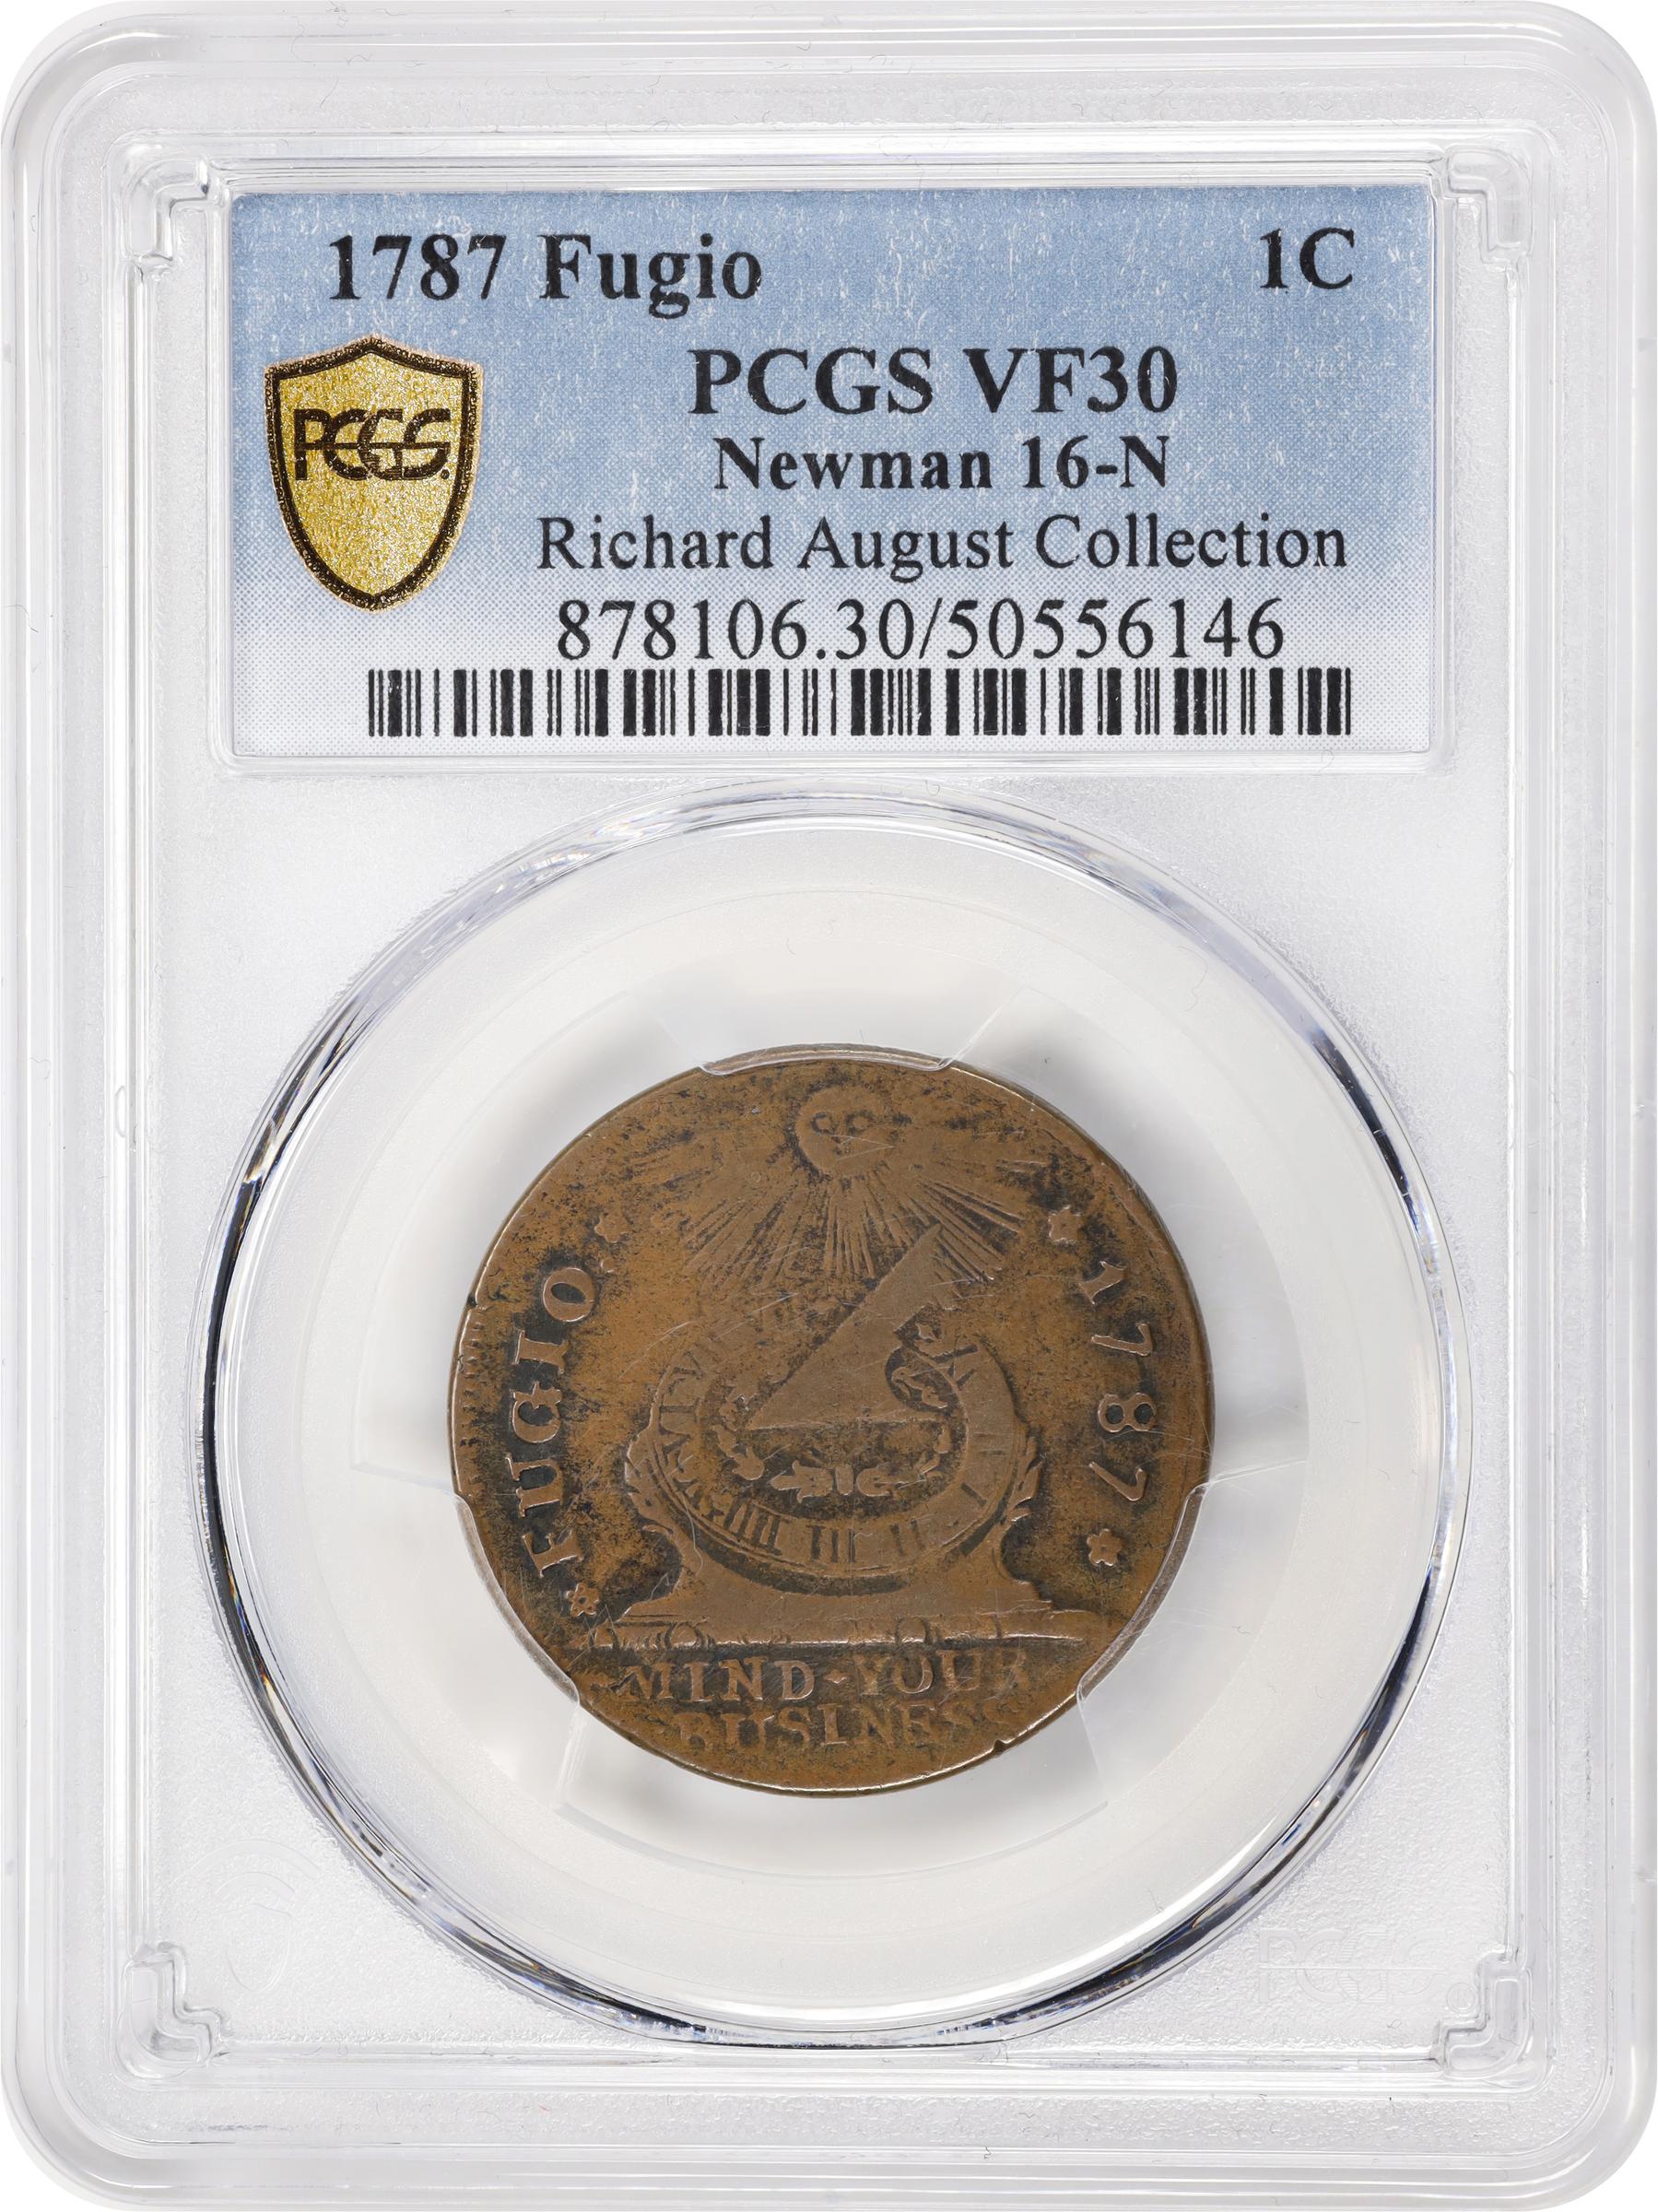 1787 Fugio 1C
PCGS VF30
PCGS
Newman 16-N
Richard August Collection
878106.30/50556146
FUGIO.
1787
MIND YOUR
BUSINESS